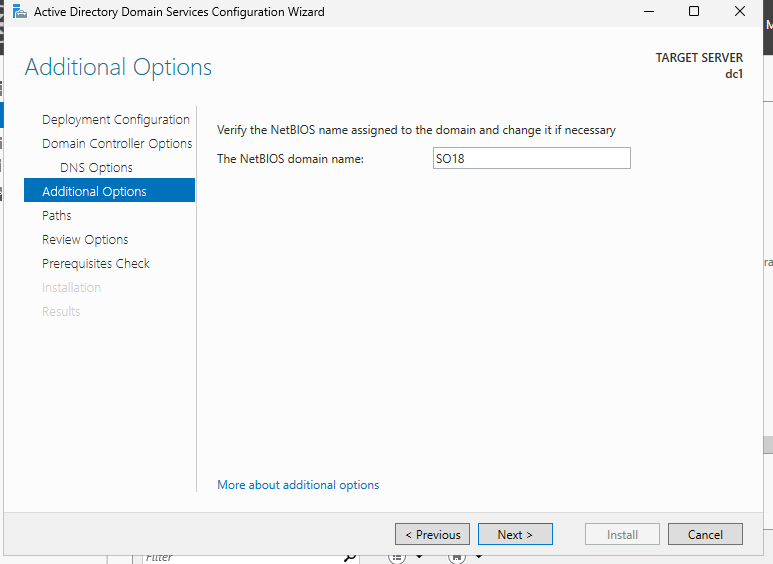 Active Directory Domain Services Configuration Wizard
Additional Options
TARGET SERVER
dc1
Deployment Configuration
Domain Controller Options
DNS Options
Additional Options
Paths
Review Options
Prerequisites Check
Installation
Results
Verify the NetBIOS name assigned to the domain and change it if necessary
The NetBIOS domain name: SO18
More about additional options
< Previous
Next >
Install
Cancel
Filter